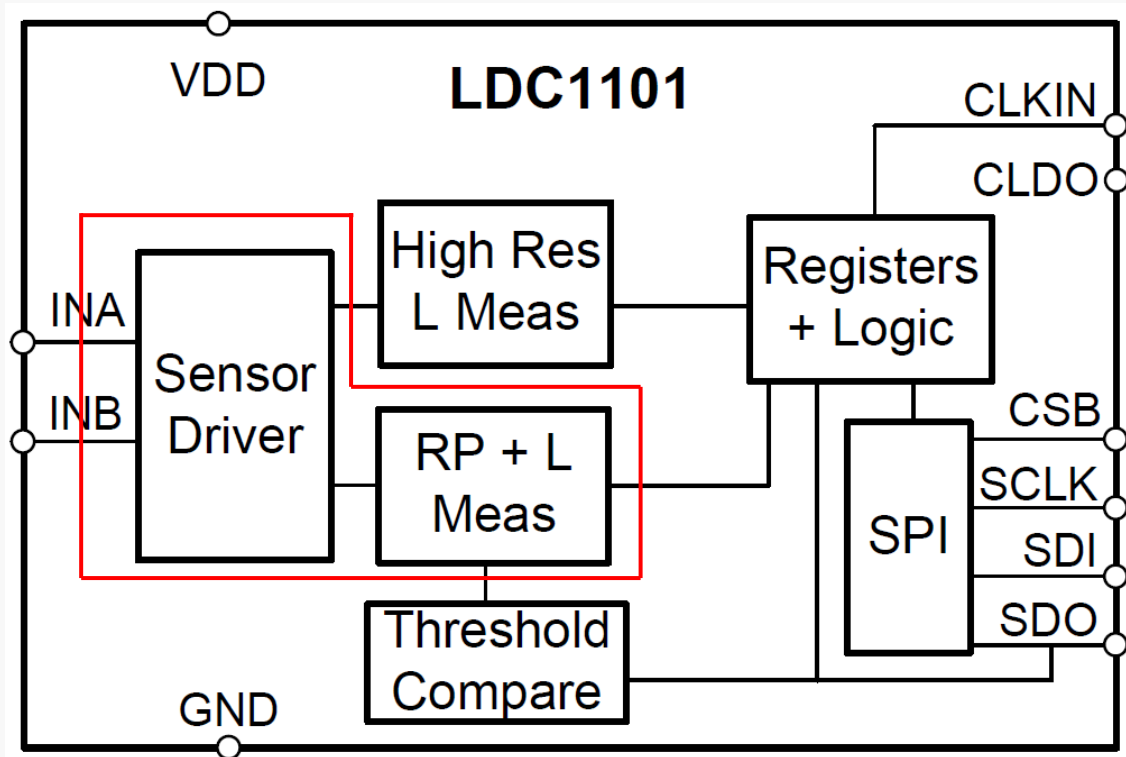 VDD
LDC1101
CLKIN
CLDO
High Res
L Meas
Registers
+ Logic
INA
INB
Sensor
Driver
RP + L
Meas
CSB
SCLK
SPI
SDI
SDO
Threshold
Compare
GND